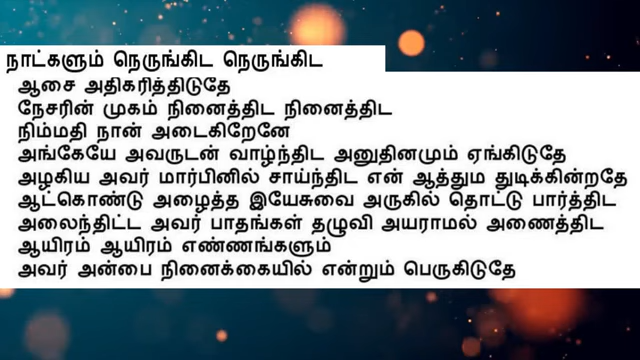 நாட்களும் நெருங்கிட நெருங்கிட
ஆசை அதிகரித்திடுதே
நேசரின் முகம் நினைத்திட நினைத்திட
நிம்மதி நான் அடைகிறேனே
அங்கேயே அவருடன் வாழ்ந்திட அனுதினமும் ஏங்கிடுதே
அழகிய அவர் மார்பினில் சாய்ந்திட என் ஆத்தும துடிக்கின்றதே
ஆட்கொண்டு அழைத்த இயேசுவை அருகில் தொட்டு பார்த்திட
அலைந்திட்ட அவர் பாதங்கள் தழுவி அயராமல் அணைத்திட
ஆயிரம் ஆயிரம் எண்ணங்களும்
அவர் அன்பை நினைக்கையில் என்றும் பெருகிடுதே